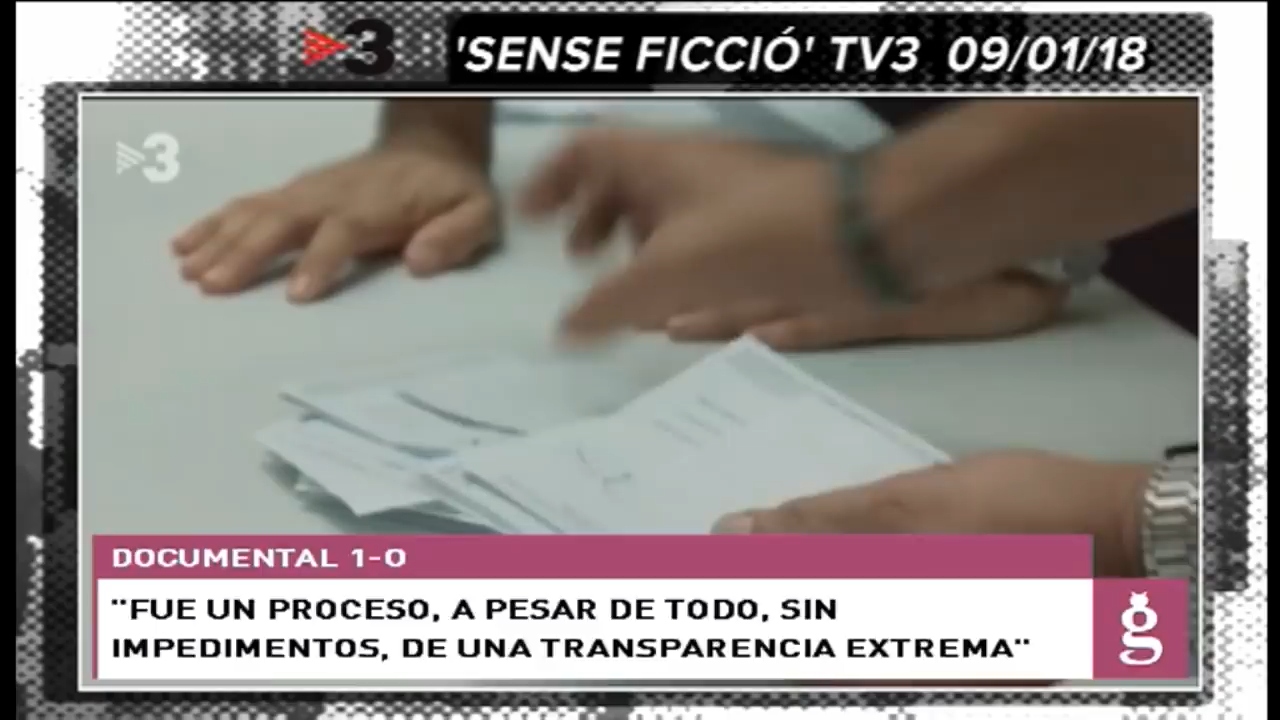 3 'SENSE FICCIÓ' TV3 09/01/18
3
DOCUMENTAL 1-O
"FUE UN PROCESO, A PESAR DE TODO, SIN
IMPEDIMENTOS, DE UNA TRANSPARENCIA EXTREMA"
g